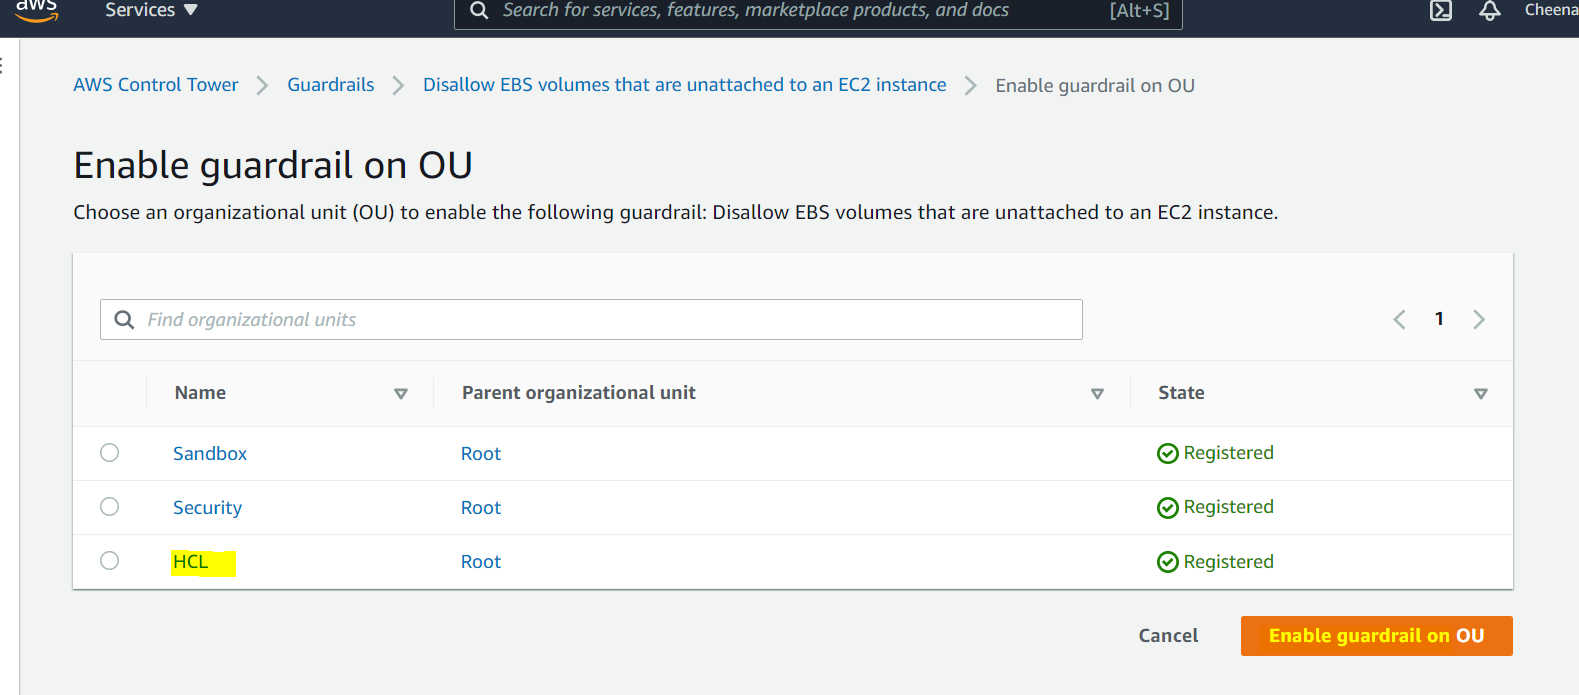 aws Services Search for services, features, marketplace products, and docs [Alt+S] Cheena
AWS Control Tower Guardrails Disallow EBS volumes that are unattached to an EC2 instance Enable guardrail on OU
Enable guardrail on OU
Choose an organizational unit (OU) to enable the following guardrail: Disallow EBS volumes that are unattached to an EC2 instance.
Find organizational units 1
Name Parent organizational unit State
Sandbox Root Registered
Security Root Registered
HCL Root Registered
Cancel Enable guardrail on OU